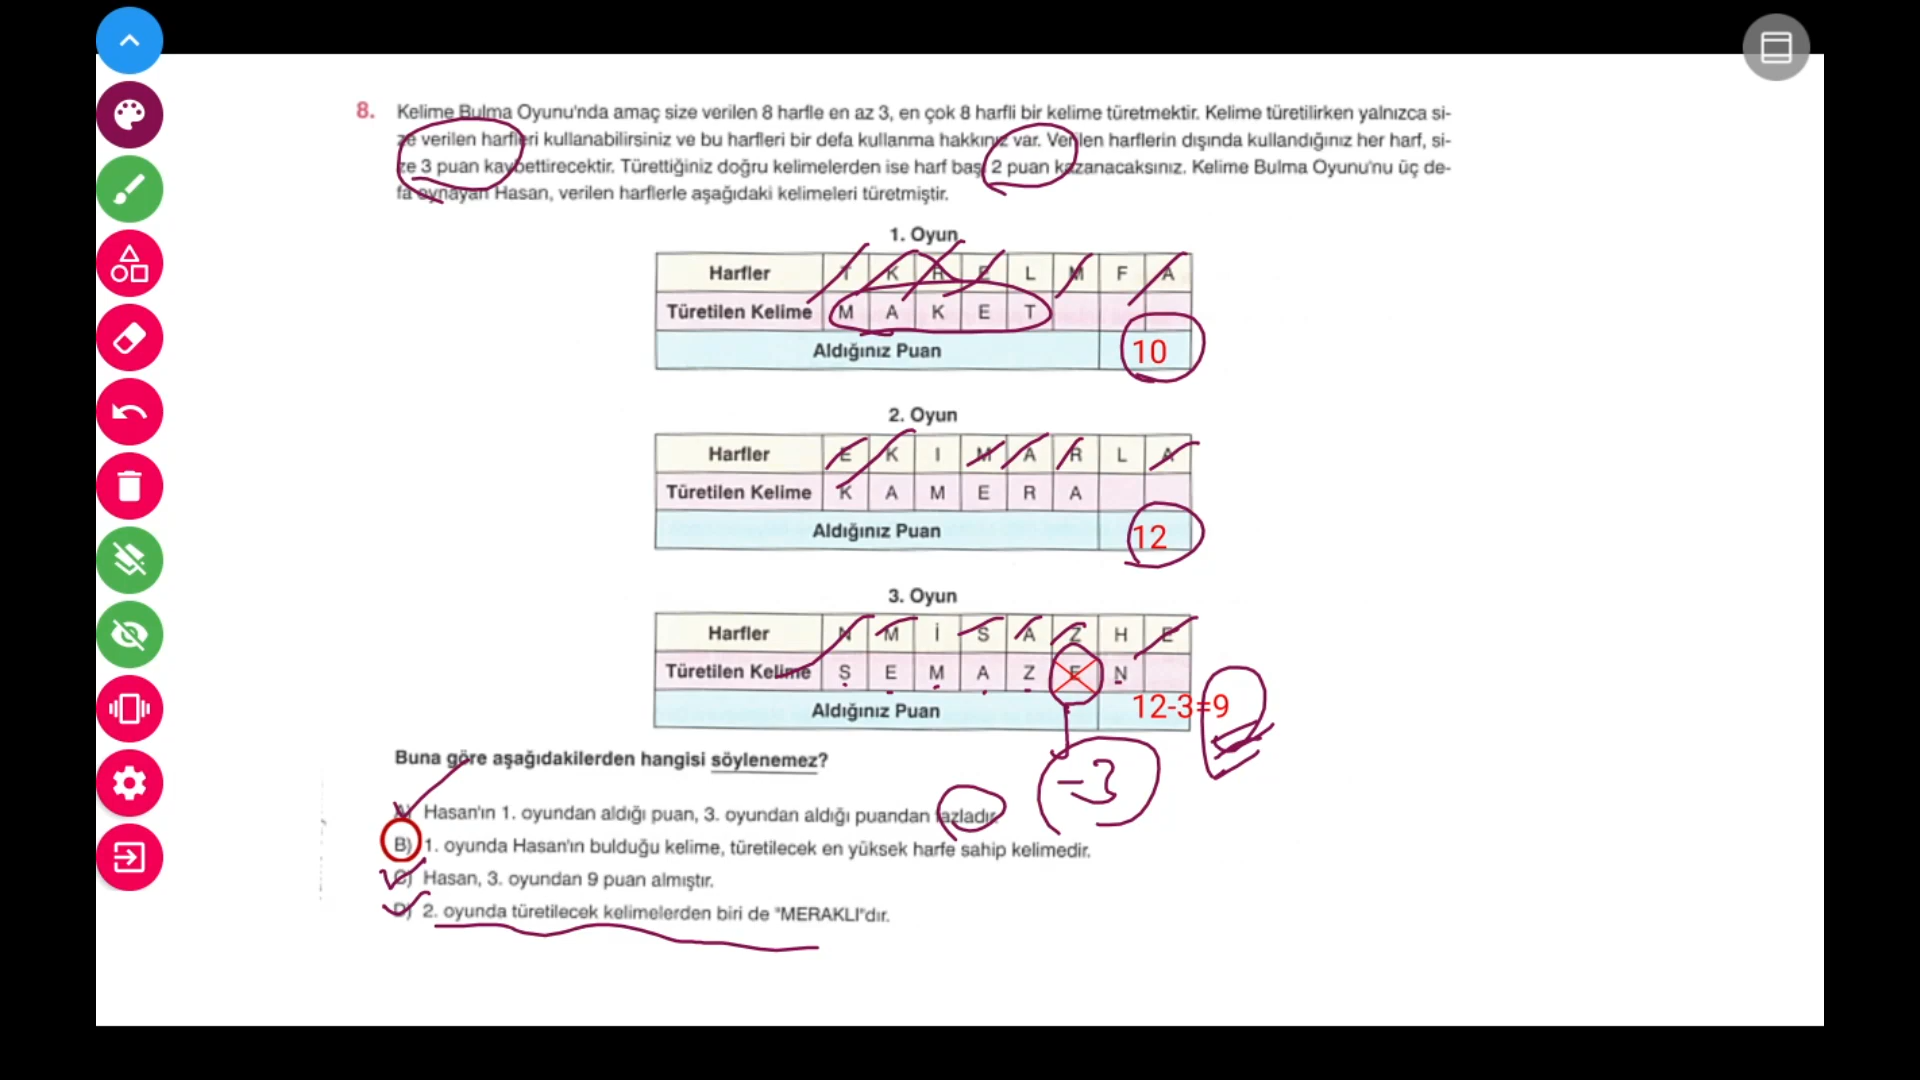 8. Kelime Bulma Oyunu'nda amaç size verilen 8 harfle en az 3, en çok 8 harfli bir kelime türetmektir. Kelime türetilirken yalnızca si-
ze verilen harfleri kullanabilirsiniz ve bu harfleri bir defa kullanma hakkınız var. Verilen harflerin dışında kullandığınız her harf, si-
ze 3 puan kaybettirecektir. Türettiğiniz doğru kelimelerden ise harf başı 2 puan kazanacaksınız. Kelime Bulma Oyunu'nu üç de-
fa oynayan Hasan, verilen harflerle aşağıdaki kelimeleri türetmiştir.
1. Oyun
Harfler T K R E L M F A
Türetilen Kelime M A K E T
Aldığınız Puan 10
2. Oyun
Harfler E K I M A R L A
Türetilen Kelime K A M E R A
Aldığınız Puan 12
3. Oyun
Harfler N M İ S A Z H E
Türetilen Kelime S E M A Z E N
Aldığınız Puan 12-3=9
Buna göre aşağıdakilerden hangisi söylenemez?
-3
A) Hasan'ın 1. oyundan aldığı puan, 3. oyundan aldığı puandan fazladır.
B) 1. oyunda Hasan'ın bulduğu kelime, türetilecek en yüksek harfe sahip kelimedir.
C) Hasan, 3. oyundan 9 puan almıştır.
D) 2. oyunda türetilecek kelimelerden biri de "MERAKLI"dır.